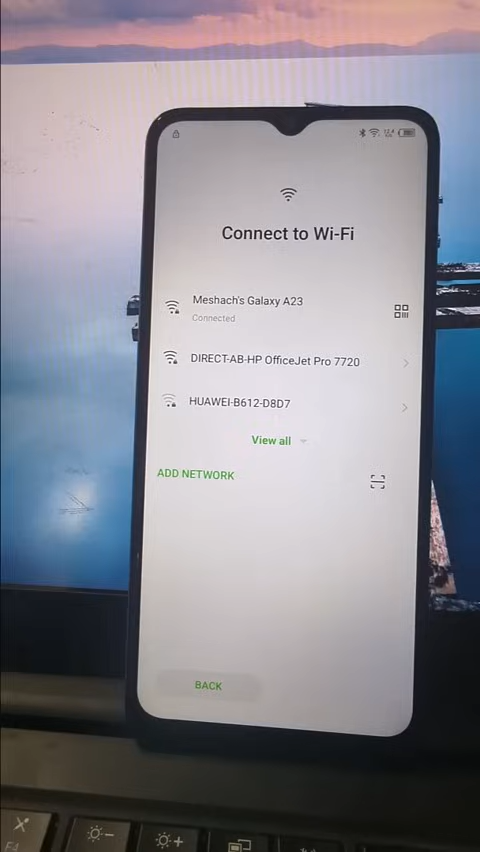 Connect to Wi-Fi
Meshach's Galaxy A23
Connected
DIRECT-AB-HP OfficeJet Pro 7720
HUAWEI-B612-D8D7
View all
ADD NETWORK
BACK
F4